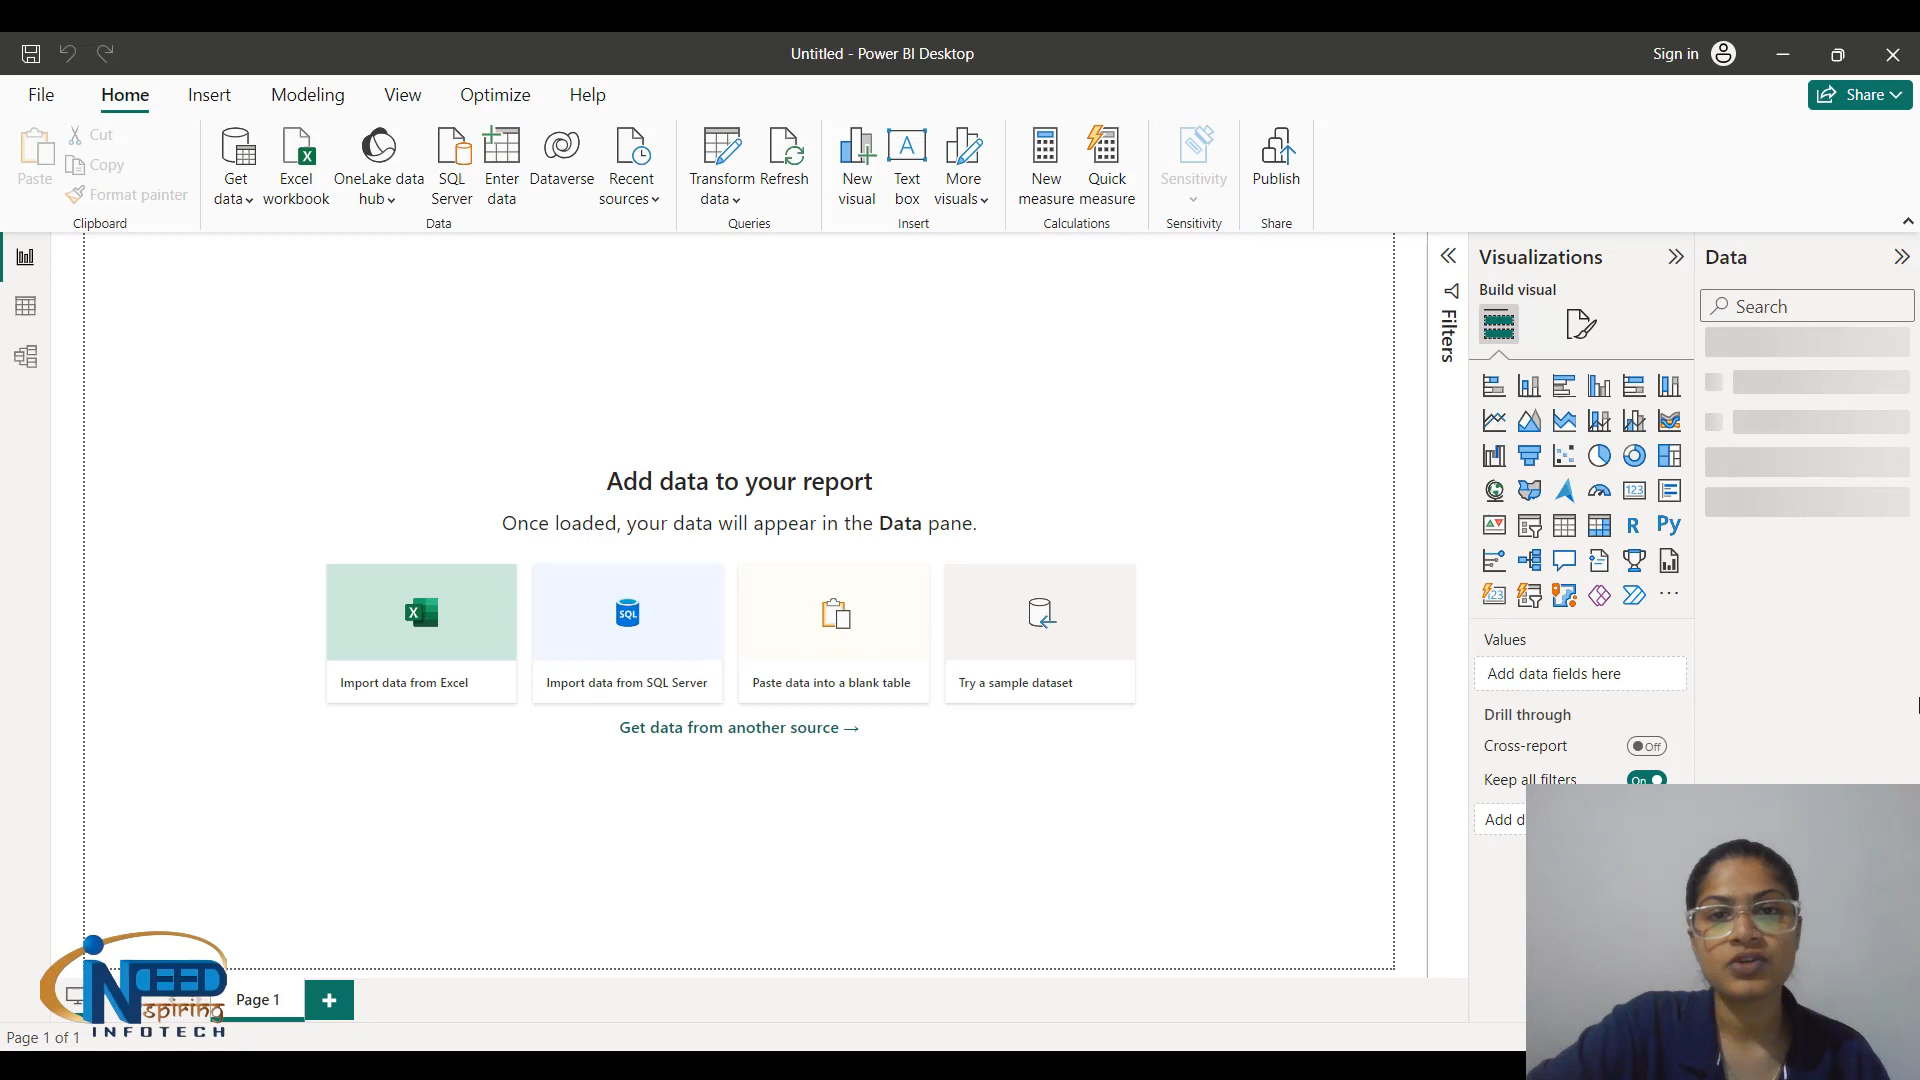 Untitled - Power BI Desktop
Sign in
File Home Insert Modeling View Optimize Help
Share
Paste
Cut
Copy
Format painter
Clipboard
Get data
Excel workbook
OneLake data hub
SQL Server
Enter data
Dataverse
Recent sources
Data
Transform data
Refresh
Queries
New visual
Text box
More visuals
Insert
New measure
Quick measure
Calculations
Sensitivity
Sensitivity
Publish
Share
Filters
Visualizations
Build visual
123
R
Py
123
Values
Add data fields here
Drill through
Cross-report
Off
Keep all filters
On
Add d
Data
Search
Add data to your report
Once loaded, your data will appear in the Data pane.
SQL
Import data from Excel
Import data from SQL Server
Paste data into a blank table
Try a sample dataset
Get data from another source →
iNEED
Nspiring
INFOTECH
Page 1
Page 1 of 1